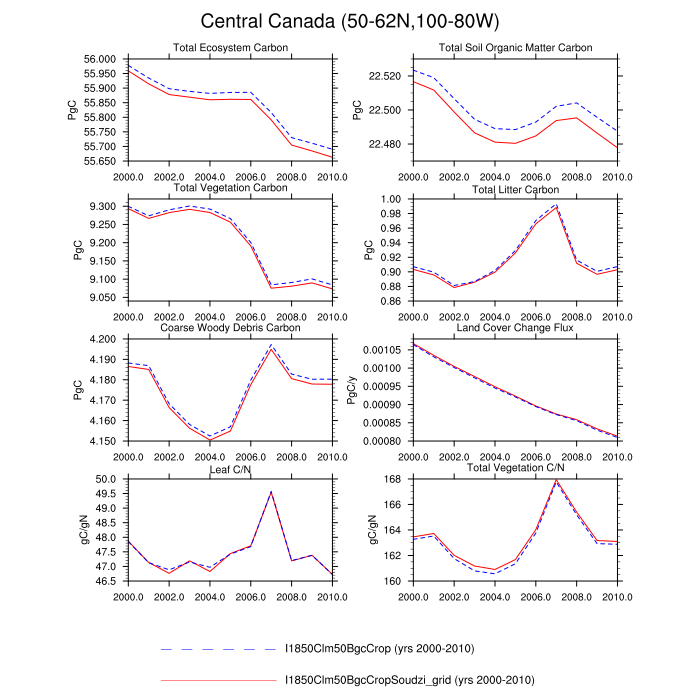 Central Canada (50-62N,100-80W)
Total Ecosystem Carbon
PgC
56.000
55.950
55.900
55.850
55.800
55.750
55.700
55.650
2000.0 2002.0 2004.0 2006.0 2008.0 2010.0
Total Soil Organic Matter Carbon
PgC
22.520
22.500
22.480
2000.0 2002.0 2004.0 2006.0 2008.0 2010.0
Total Vegetation Carbon
PgC
9.300
9.250
9.200
9.150
9.100
9.050
2000.0 2002.0 2004.0 2006.0 2008.0 2010.0
Total Litter Carbon
PgC
1.00
0.98
0.96
0.94
0.92
0.90
0.88
0.86
2000.0 2002.0 2004.0 2006.0 2008.0 2010.0
Coarse Woody Debris Carbon
PgC
4.200
4.190
4.180
4.170
4.160
4.150
2000.0 2002.0 2004.0 2006.0 2008.0 2010.0
Land Cover Change Flux
PgC/y
0.00105
0.00100
0.00095
0.00090
0.00085
0.00080
2000.0 2002.0 2004.0 2006.0 2008.0 2010.0
Leaf C/N
gC/gN
50.0
49.5
49.0
48.5
48.0
47.5
47.0
46.5
2000.0 2002.0 2004.0 2006.0 2008.0 2010.0
Total Vegetation C/N
gC/gN
168
166
164
162
160
2000.0 2002.0 2004.0 2006.0 2008.0 2010.0
I1850Clm50BgcCrop (yrs 2000-2010)
I1850Clm50BgcCropSoudzi_grid (yrs 2000-2010)